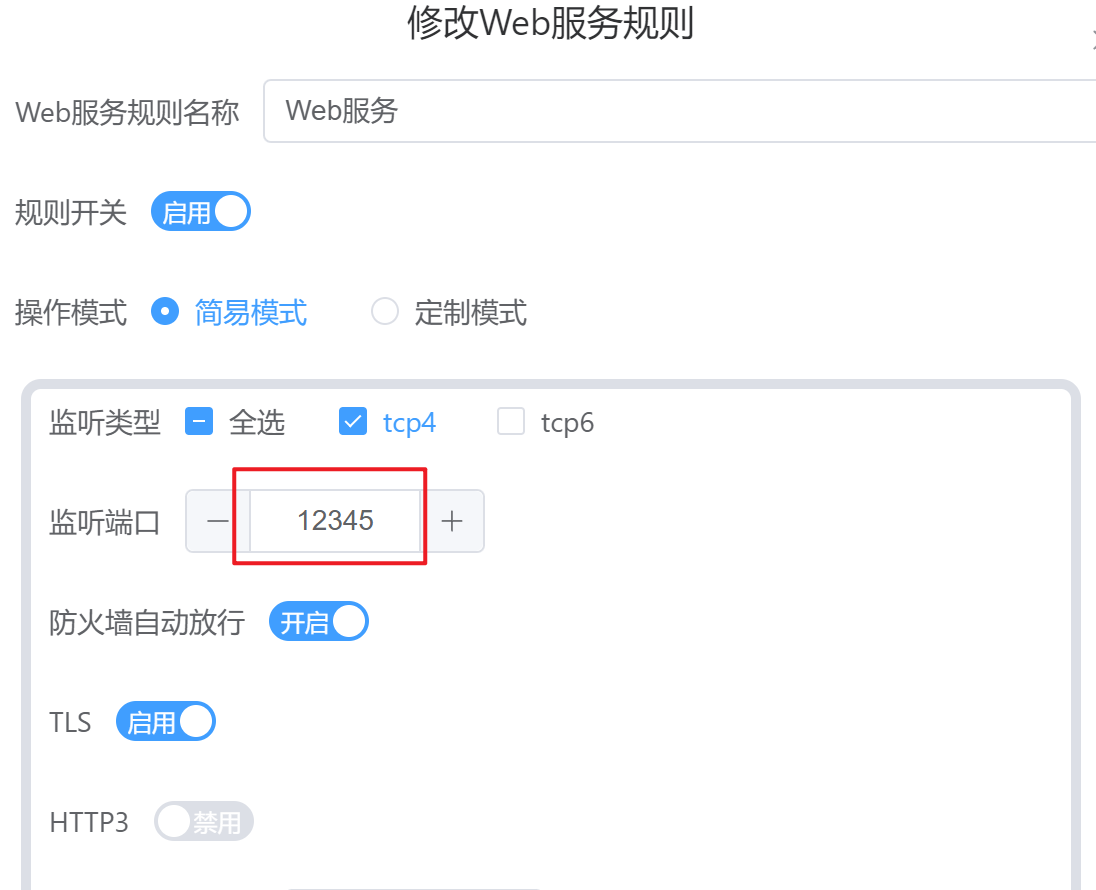 修改Web服务规则
Web服务规则名称 Web服务
规则开关 启用
操作模式 简易模式 定制模式
监听类型 全选 tcp4 tcp6
监听端口 12345
防火墙自动放行 开启
TLS 启用
HTTP3 禁用